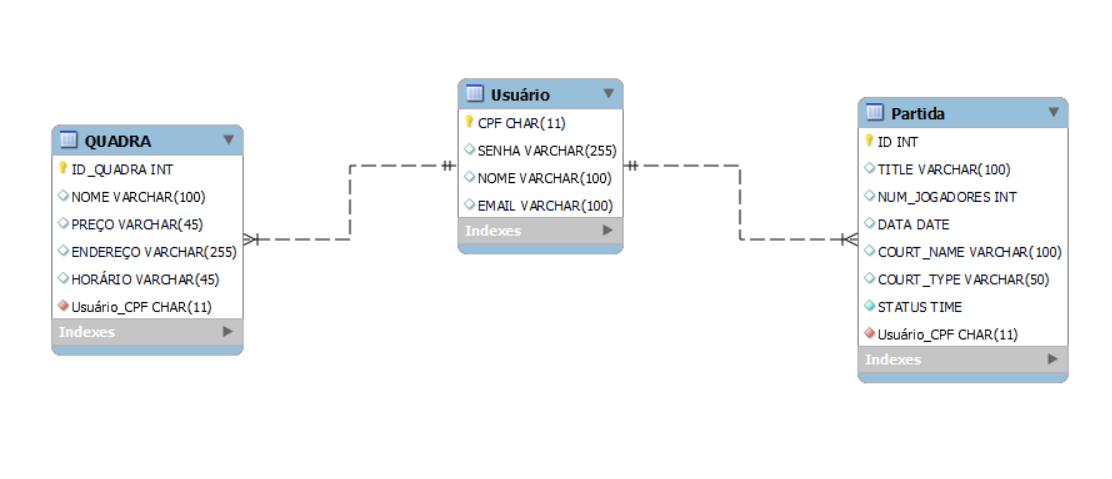 QUADRA
ID_QUADRA INT
NOME VARCHAR(100)
PREÇO VARCHAR(45)
ENDEREÇO VARCHAR(255)
HORÁRIO VARCHAR(45)
Usuário_CPF CHAR(11)
Indexes
Usuário
CPF CHAR(11)
SENHA VARCHAR(255)
NOME VARCHAR(100)
EMAIL VARCHAR(100)
Indexes
Partida
ID INT
TITLE VARCHAR(100)
NUM_JOGADORES INT
DATA DATE
COURT_NAME VARCHAR(100)
COURT_TYPE VARCHAR(50)
STATUS TIME
Usuário_CPF CHAR(11)
Indexes